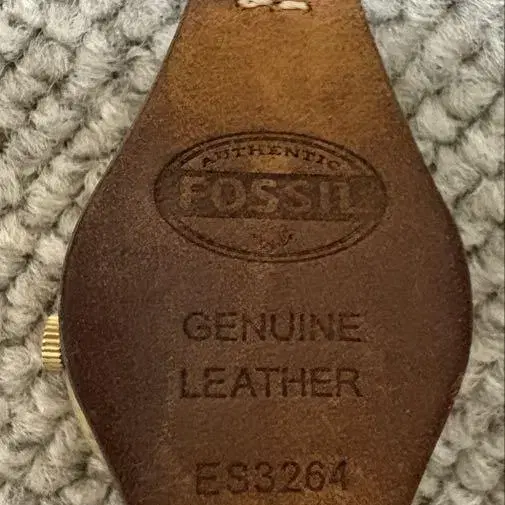 AUTHENTIC
FOSSIL
GENUINE
LEATHER
ES3264